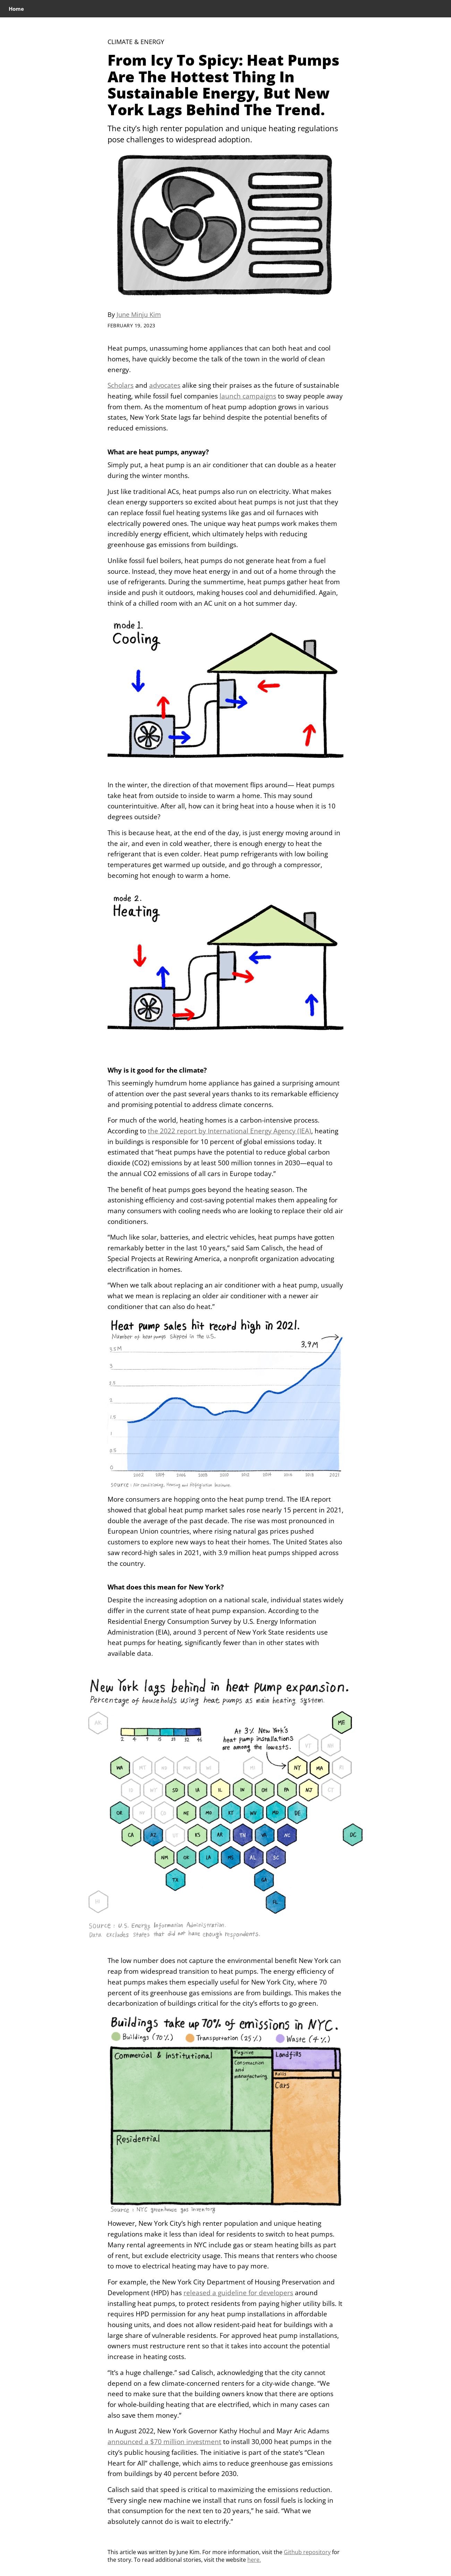 Home
CLIMATE & ENERGY
From Icy To Spicy: Heat Pumps
Are The Hottest Thing In
Sustainable Energy, But New
York Lags Behind The Trend.
The city's high renter population and unique heating regulations
pose challenges to widespread adoption.
By June Minju Kim
FEBRUARY 19, 2023
Heat pumps, unassuming home appliances that can both heat and cool
homes, have quickly become the talk of the town in the world of clean
energy.
Scholars and advocates alike sing their praises as the future of sustainable
heating, while fossil fuel companies launch campaigns to sway people away
from them. As the momentum of heat pump adoption grows in various
states, New York State lags far behind despite the potential benefits of
reduced emissions.
What are heat pumps, anyway?
Simply put, a heat pump is an air conditioner that can double as a heater
during the winter months.
Just like traditional ACs, heat pumps also run on electricity. What makes
clean energy supporters so excited about heat pumps is not just that they
can replace fossil fuel heating systems like gas and oil furnaces with
electrically powered ones. The unique way heat pumps work makes them
incredibly energy efficient, which ultimately helps with reducing
greenhouse gas emissions from buildings.
Unlike fossil fuel boilers, heat pumps do not generate heat from a fuel
source. Instead, they move heat energy in and out of a home through the
use of refrigerants. During the summertime, heat pumps gather heat from
inside and push it outdoors, making houses cool and dehumidified. Again,
think of a chilled room with an AC unit on a hot summer day.
mode 1.
Cooling
In the winter, the direction of that movement flips around— Heat pumps
take heat from outside to inside to warm a home. This may sound
counterintuitive. After all, how can it bring heat into a house when it is 10
degrees outside?
This is because heat, at the end of the day, is just energy moving around in
the air, and even in cold weather, there is enough energy to heat the
refrigerant that is even colder. Heat pump refrigerants with low boiling
temperatures get warmed up outside, and go through a compressor,
becoming hot enough to warm a home.
mode 2.
Heating
Why is it good for the climate?
This seemingly humdrum home appliance has gained a surprising amount
of attention over the past several years thanks to its remarkable efficiency
and promising potential to address climate concerns.
For much of the world, heating homes is a carbon-intensive process.
According to the 2022 report by International Energy Agency (IEA), heating
in buildings is responsible for 10 percent of global emissions today. It
estimated that "heat pumps have the potential to reduce global carbon
dioxide (CO2) emissions by at least 500 million tonnes in 2030—equal to
the annual CO2 emissions of all cars in Europe today."
The benefit of heat pumps goes beyond the heating season. The
astonishing efficiency and cost-saving potential makes them appealing for
many consumers with cooling needs who are looking to replace their old air
conditioners.
"Much like solar, batteries, and electric vehicles, heat pumps have gotten
remarkably better in the last 10 years," said Sam Calisch, the head of
Special Projects at Rewiring America, a nonprofit organization advocating
electrification in homes.
"When we talk about replacing an air conditioner with a heat pump, usually
what we mean is replacing an older air conditioner with a newer air
conditioner that can also do heat."
Heat pump sales hit record high in 2021.
Number of heat pumps shipped in the U.S.
3.9M
3.5M
3
2.5
2
1.5
1
0.5
0
2002 2004 2006 2008 2010 2012 2014 2016 2018 2021
More consumers are hopping onto the heat pump trend. The IEA report
showed that global heat pump market sales rose nearly 15 percent in 2021,
double the average of the past decade. The rise was most pronounced in
European Union countries, where rising natural gas prices pushed
customers to explore new ways to heat their homes. The United States also
saw record-high sales in 2021, with 3.9 million heat pumps shipped across
the country.
What does this mean for New York?
Despite the increasing adoption on a national scale, individual states widely
differ in the current state of heat pump expansion. According to the
Residential Energy Consumption Survey by U.S. Energy Information
Administration (EIA), around 3 percent of New York State residents use
heat pumps for heating, significantly fewer than in other states with
available data.
New York lags behind in heat pump expansion.
Percentage of households using heat pumps as main heating system.
ME
At 3% New York's
heat pump installations
are among the lowests.
WA NY MA
SD IA IL IN OH PA NJ
OR NE MO KY WV MD DE
CA AZ KS AR TN VA NC DC
NM OK LA MS AL SC
TX GA
FL
Source : U.S. Energy Information Administration.
Data excludes states that did not have enough respondents.
The low number does not capture the environmental benefit New York can
reap from widespread transition to heat pumps. The energy efficiency of
heat pumps makes them especially useful for New York City, where 70
percent of its greenhouse gas emissions are from buildings. This makes the
decarbonization of buildings critical for the city's efforts to go green.
Buildings take up 70% of emissions in NYC.
Buildings (70%) Transportation (25%) Waste (4%)
Commercial & Institutional
Fugitive
Construction
and
manufacturing
Landfills
Cars
Residential
Source : NYC greenhouse gas inventory
However, New York City's high renter population and unique heating
regulations make it less than ideal for residents to switch to heat pumps.
Many rental agreements in NYC include gas or steam heating bills as part
of rent, but exclude electricity usage. This means that renters who choose
to move to electrical heating may have to pay more.
For example, the New York City Department of Housing Preservation and
Development (HPD) has released a guideline for developers around
installing heat pumps, to protect residents from paying higher utility bills. It
requires HPD permission for any heat pump installations in affordable
housing units, and does not allow resident-paid heat for buildings with a
large share of vulnerable residents. For approved heat pump installations,
owners must restructure rent so that it takes into account the potential
increase in heating costs.
"It's a huge challenge." sad Calisch, acknowledging that the city cannot
depend on a few climate-concerned renters for a city-wide change. "We
need to make sure that the building owners know that there are options
for whole-building heating that are electrified, which in many cases can
also save them money."
In August 2022, New York Governor Kathy Hochul and Mayr Aric Adams
announced a $70 million investment to install 30,000 heat pumps in the
city's public housing facilities. The initiative is part of the state's "Clean
Heart for All" challenge, which aims to reduce greenhouse gas emissions
from buildings by 40 percent before 2030.
Calisch said that speed is critical to maximizing the emissions reduction.
"Every single new machine we install that runs on fossil fuels is locking in
that consumption for the next ten to 20 years," he said. "What we
absolutely cannot do is wait to electrify."
This article was written by June Kim. For more information, visit the Github repository for
the story. To read additional stories, visit the website here.